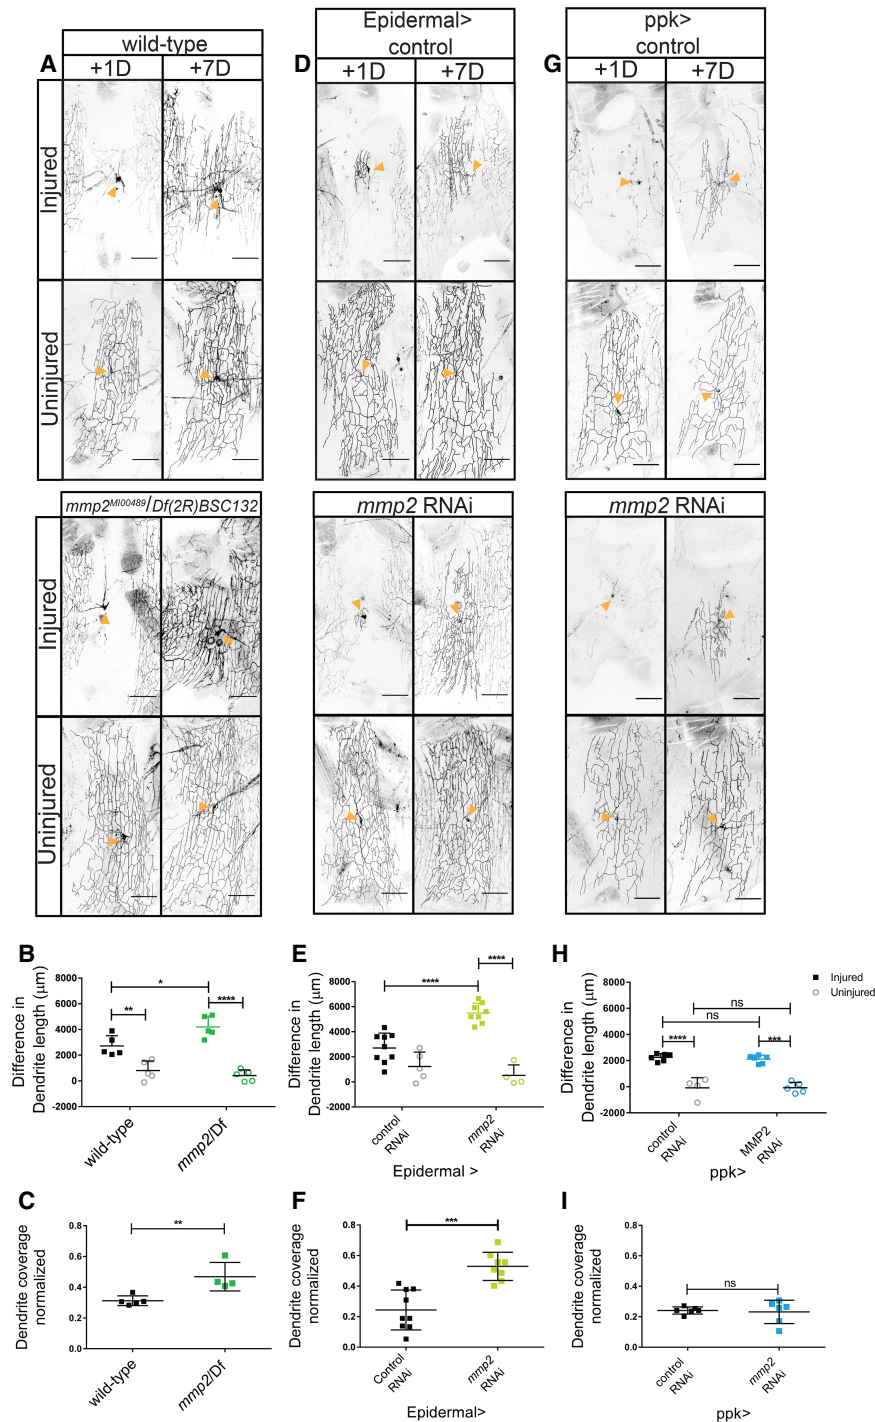 A
wild-type
+1D
+7D
Injured
Uninjured
mmp2MI00489/Df(2R)BSC132
Injured
Uninjured
D
Epidermal>
control
+1D
+7D
mmp2 RNAi
G
ppk>
control
+1D
+7D
mmp2 RNAi
B
Difference in
Dendrite length (μm)
8000
6000
4000
2000
0
-2000
*
**
****
wild-type
mmp2/Df
E
Difference in
Dendrite length (μm)
8000
6000
4000
2000
0
-2000
****
****
control
RNAi
mmp2
RNAi
Epidermal >
H
Difference in
Dendrite length (μm)
8000
6000
4000
2000
0
-2000
ns
ns
****
***
control
RNAi
MMP2
RNAi
ppk>
Injured
Uninjured
C
Dendrite coverage
normalized
0.8
0.6
0.4
0.2
0.0
**
wild-type
mmp2/Df
F
Dendrite coverage
normalized
0.8
0.6
0.4
0.2
0.0
***
Control
RNAi
mmp2
RNAi
Epidermal>
I
Dendrite coverage
normalized
0.8
0.6
0.4
0.2
0.0
ns
control
RNAi
mmp2
RNAi
ppk>